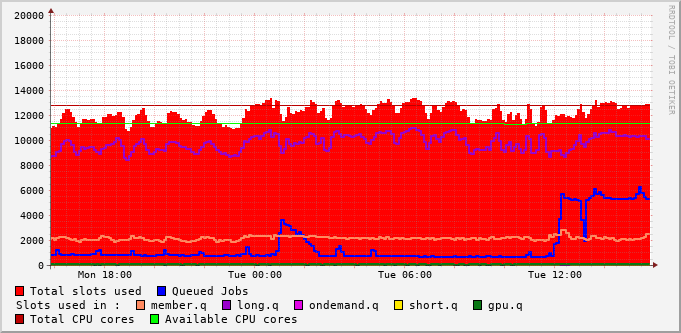 20000
18000
16000
14000
12000
10000
8000
6000
4000
2000
0
Mon 18:00 Tue 00:00 Tue 06:00 Tue 12:00
RRDTOOL / TOBI OETIKER
Total slots used Queued Jobs
Slots used in : member.q long.q ondemand.q short.q gpu.q
Total CPU cores Available CPU cores